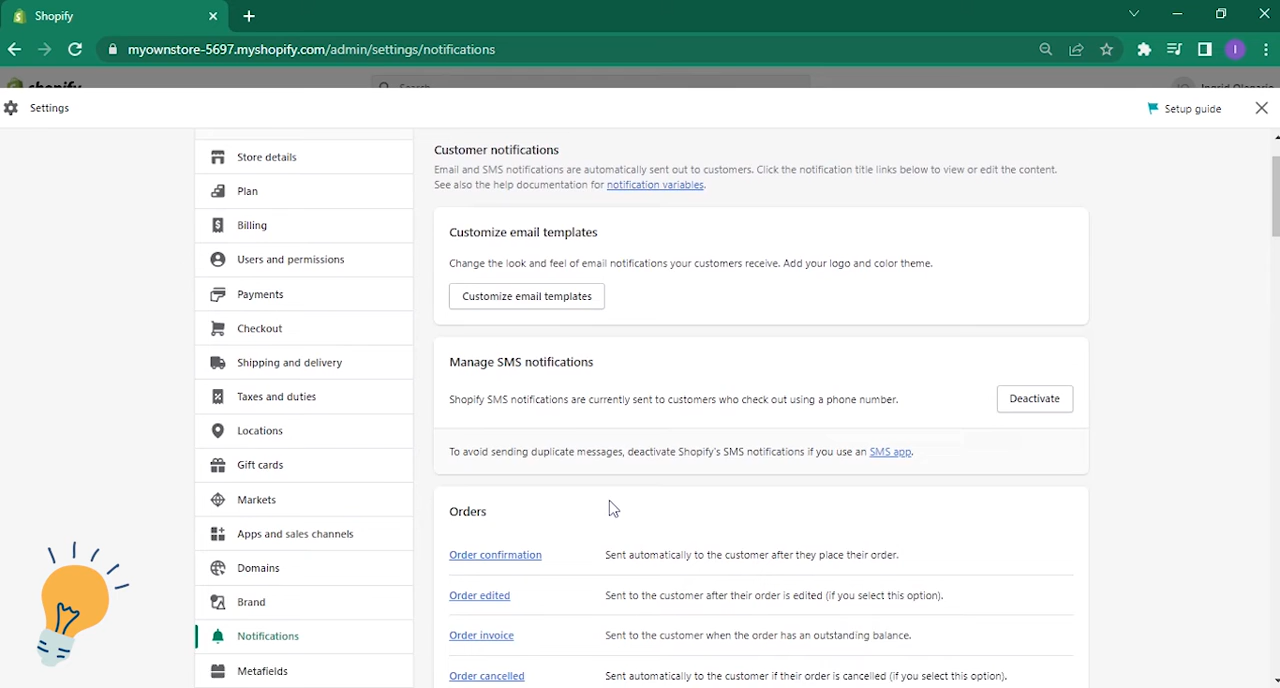 Shopify
myownstore-5697.myshopify.com/admin/settings/notifications
I
shopify
Search
Settings
Setup guide
Store details
Plan
Billing
Users and permissions
Payments
Checkout
Shipping and delivery
Taxes and duties
Locations
Gift cards
Markets
Apps and sales channels
Domains
Brand
Notifications
Metafields
Customer notifications
Email and SMS notifications are automatically sent out to customers. Click the notification title links below to view or edit the content.
See also the help documentation for notification variables.
Customize email templates
Change the look and feel of email notifications your customers receive. Add your logo and color theme.
Customize email templates
Manage SMS notifications
Shopify SMS notifications are currently sent to customers who check out using a phone number.
Deactivate
To avoid sending duplicate messages, deactivate Shopify's SMS notifications if you use an SMS app.
Orders
Order confirmation Sent automatically to the customer after they place their order.
Order edited Sent to the customer after their order is edited (if you select this option).
Order invoice Sent to the customer when the order has an outstanding balance.
Order cancelled Sent automatically to the customer if their order is cancelled (if you select this option).